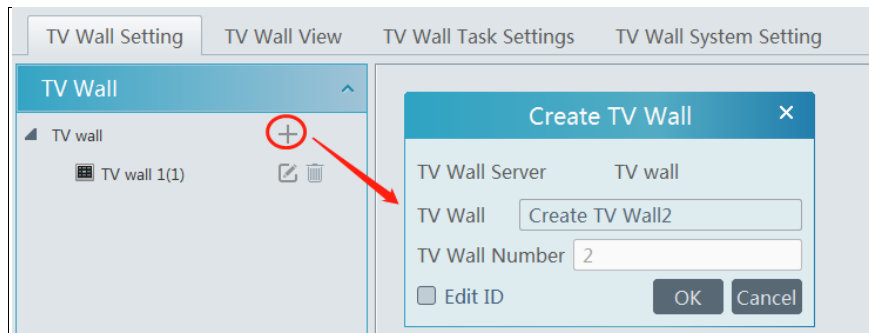 TV Wall Setting TV Wall View TV Wall Task Settings TV Wall System Setting
TV Wall
TV wall
TV wall 1(1)
Create TV Wall
TV Wall Server TV wall
TV Wall Create TV Wall2
TV Wall Number 2
Edit ID OK Cancel